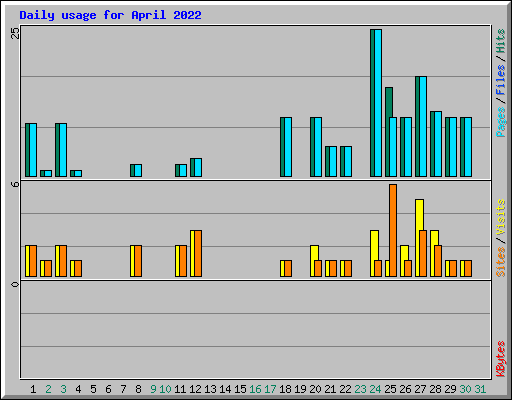 Daily usage for April 2022
25
Pages / Files / Hits
6
Sites / Visits
0
KBytes
1 2 3 4 5 6 7 8 9 10 11 12 13 14 15 16 17 18 19 20 21 22 23 24 25 26 27 28 29 30 31